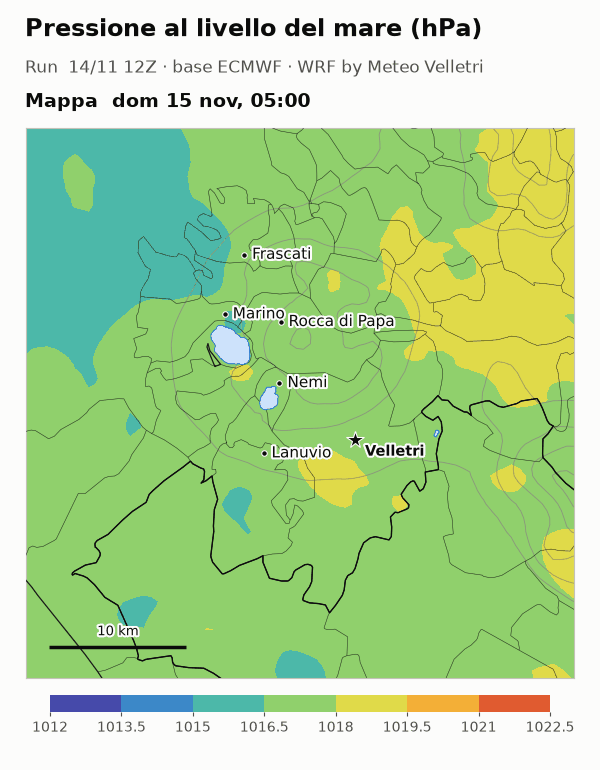 Pressione al livello del mare (hPa)
Run 14/11 12Z · base ECMWF · WRF by Meteo Velletri
Mappa dom 15 nov, 05:00
Frascati
Marino
Rocca di Papa
Nemi
Velletri
Lanuvio
10 km
1012 1013.5 1015 1016.5 1018 1019.5 1021 1022.5